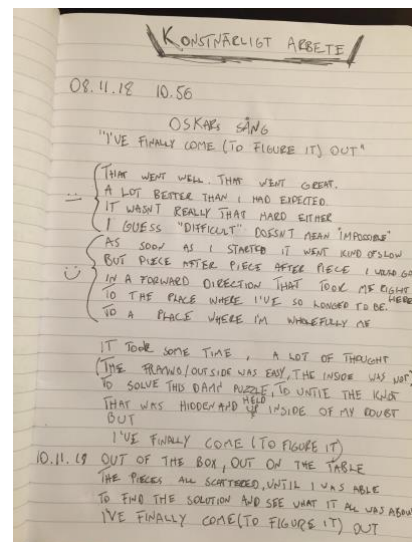 KONSTNÄRLIGT ARBETE
08.11.18 10.56
OSKARS SÅNG
"I'VE FINALLY COME (TO FIGURE IT) OUT"
THAT WENT WELL. THAT WENT GREAT.
A LOT BETTER THAN I HAD EXPECTED.
IT WASN'T REALLY THAT HARD EITHER
I GUESS "DIFFICULT" DOESN'T MEAN "IMPOSSIBLE"
AS SOON AS I STARTED IT WENT KIND OF SLOW
BUT PIECE AFTER PIECE AFTER PIECE I WOULD GO
IN A FORWARD DIRECTION THAT TOOK ME RIGHT
HERE
TO THE PLACE WHERE I'VE SO LONGED TO BE.
TO A PLACE WHERE I'M WHOLEFULLY ME
IT TOOK SOME TIME, A LOT OF THOUGHT
(THE /OUTSIDE WAS EASY, THE INSIDE WAS NOT)
TO SOLVE THIS DAMN PUZZLE, TO UNTIE THE KNOT
THAT WAS HIDDEN AND HELD INSIDE OF MY DOUBT
BUT
I'VE FINALLY COME (TO FIGURE IT)
10.11.18 OUT OF THE BOX, OUT ON THE TABLE
THE PIECES ALL SCATTERED, UNTIL I WAS ABLE
TO FIND THE SOLUTION AND SEE WHAT IT ALL WAS ABOU
I'VE FINALLY COME (TO FIGURE IT) OUT